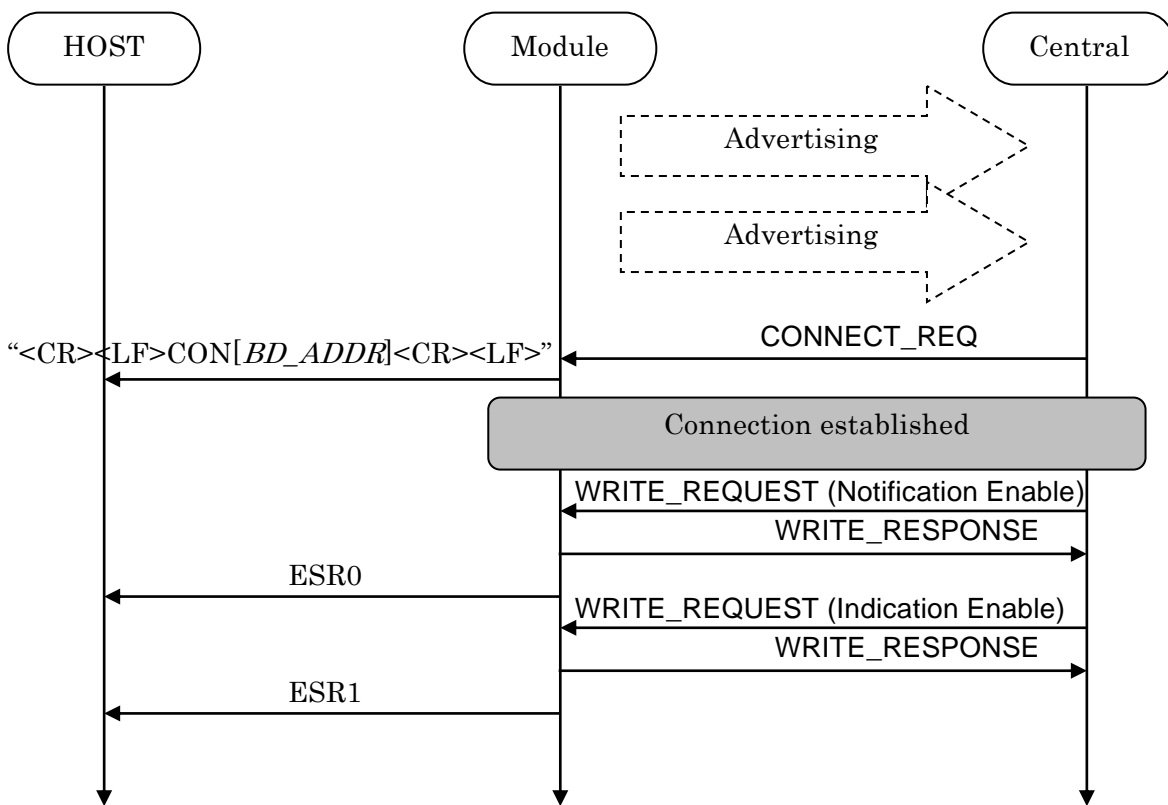 HOST
Module
Central
Advertising
Advertising
CONNECT_REQ
“<CR><LF>CON[BD_ADDR]<CR><LF>”
Connection established
WRITE_REQUEST (Notification Enable)
WRITE_RESPONSE
ESR0
WRITE_REQUEST (Indication Enable)
WRITE_RESPONSE
ESR1